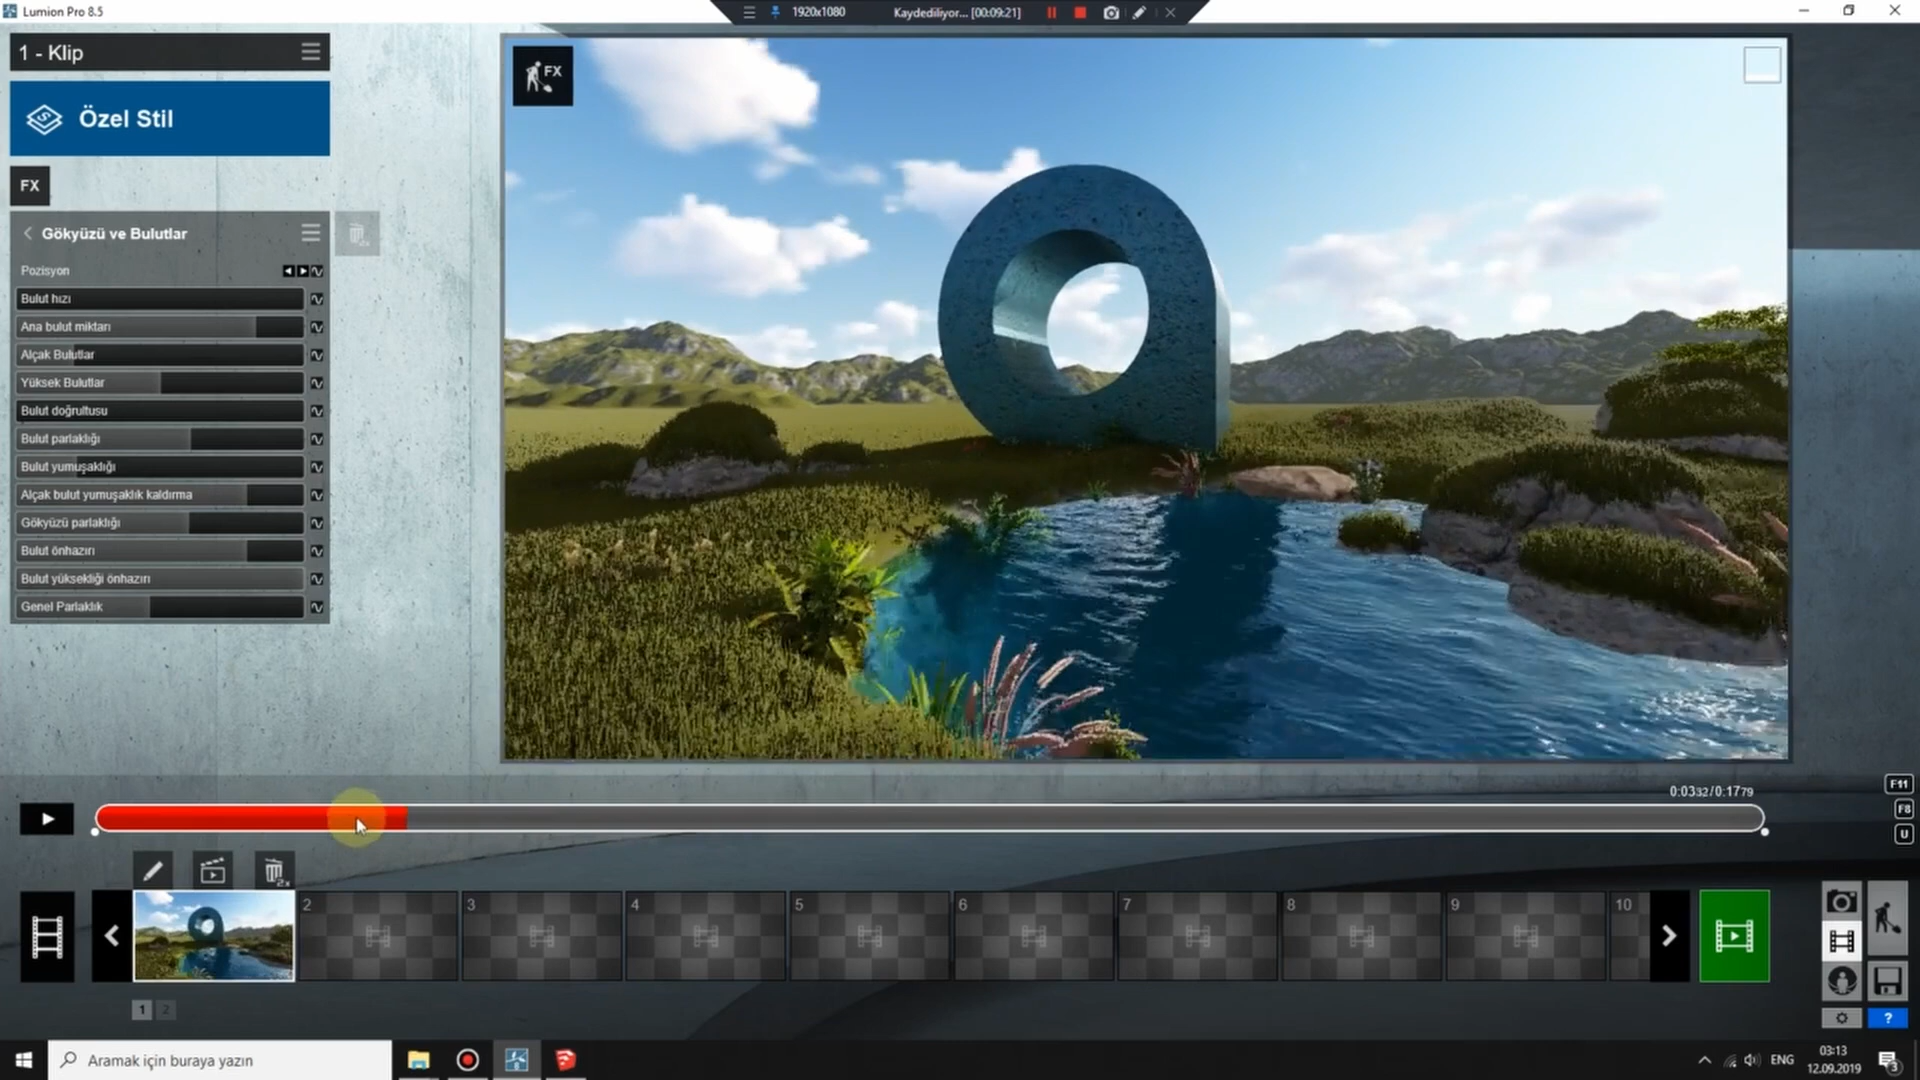 Lumion Pro 8.5
1920x1080
Kaydediliyor... [00:09:21]
1 - Klip
FX
Özel Stil
FX
Gökyüzü ve Bulutlar
Pozisyon
Bulut hızı
Ana bulut miktarı
Alçak Bulutlar
Yüksek Bulutlar
Bulut doğrultusu
Bulut parlaklığı
Bulut yumuşaklığı
Alçak bulut yumuşaklık kaldırma
Gökyüzü parlaklığı
Bulut önhazırı
Bulut yüksekliği önhazırı
Genel Parlaklık
0:0332/0:1779
F11
F8
U
2x
2
3
4
5
6
7
8
9
10
1
2
?
Aramak için buraya yazın
ENG
03:13
12.09.2019
3